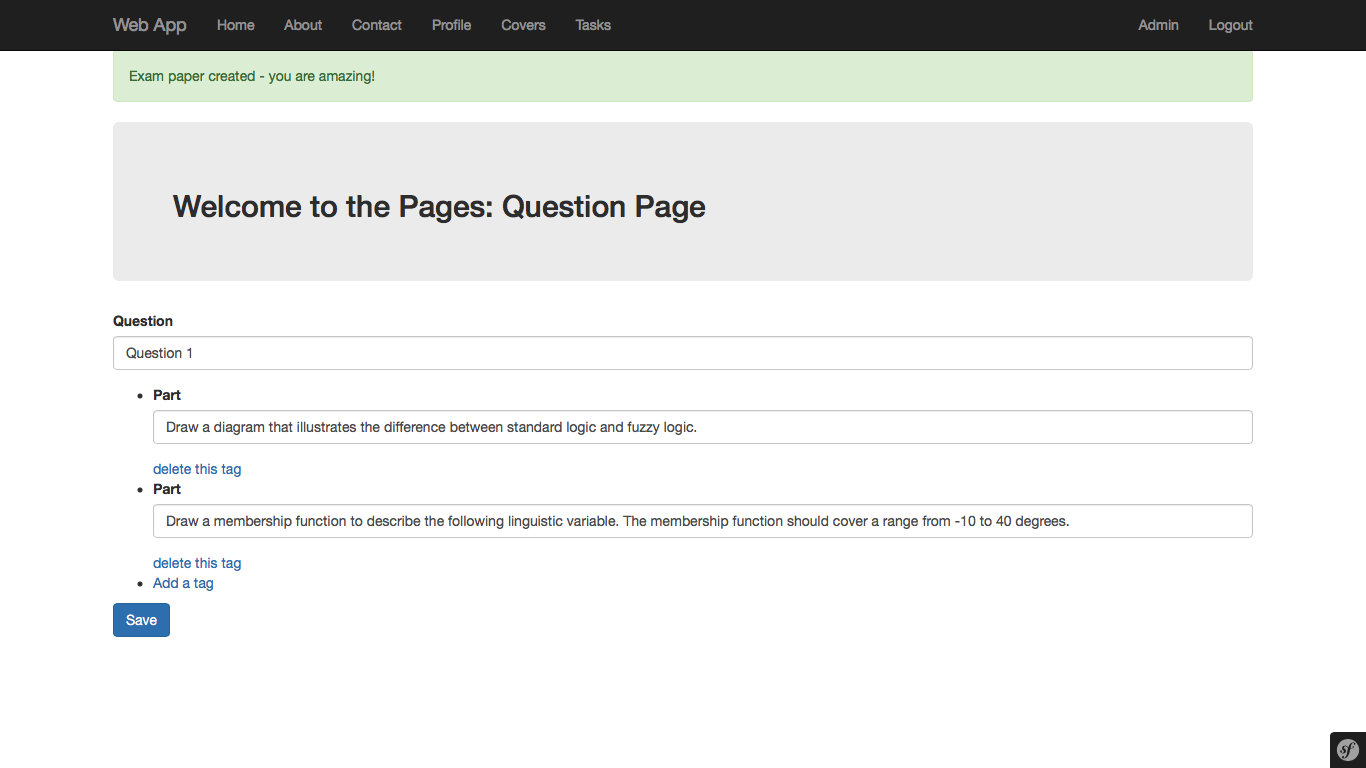 Web App Home About Contact Profile Covers Tasks Admin Logout
Exam paper created - you are amazing!
Welcome to the Pages: Question Page
Question
Question 1
Part
Draw a diagram that illustrates the difference between standard logic and fuzzy logic.
delete this tag
Part
Draw a membership function to describe the following linguistic variable. The membership function should cover a range from -10 to 40 degrees.
delete this tag
Add a tag
Save
sf